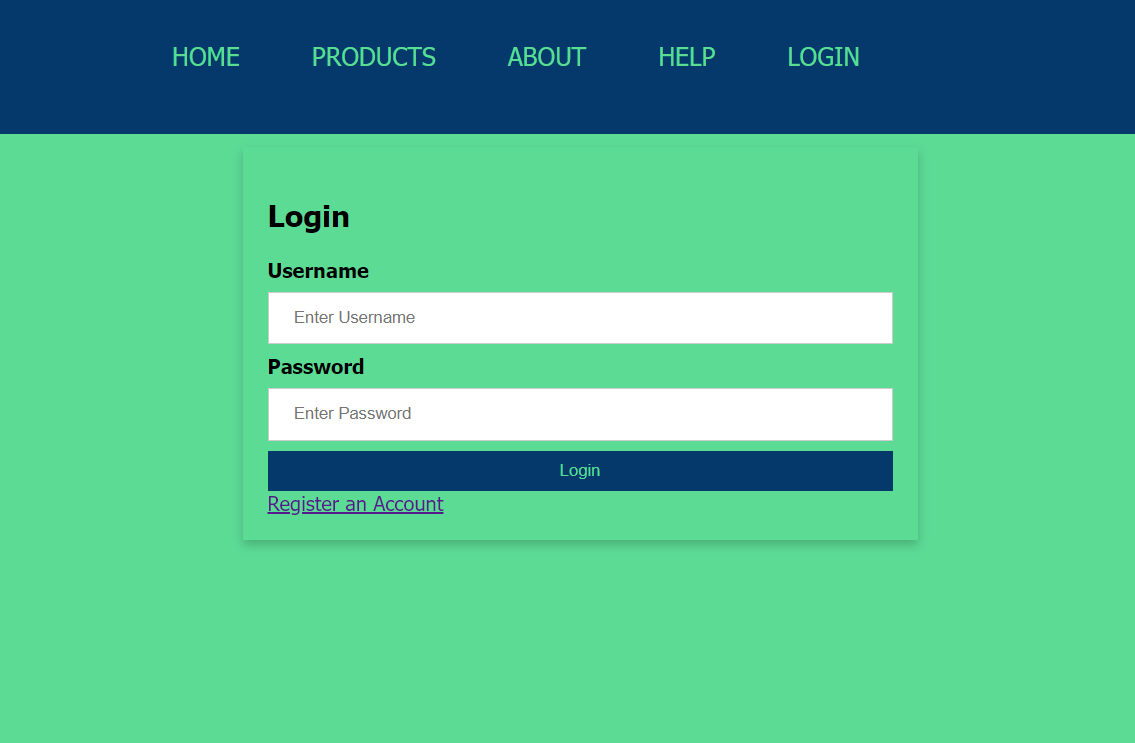 HOME PRODUCTS ABOUT HELP LOGIN
Login
Username
Enter Username
Password
Enter Password
Login
Register an Account